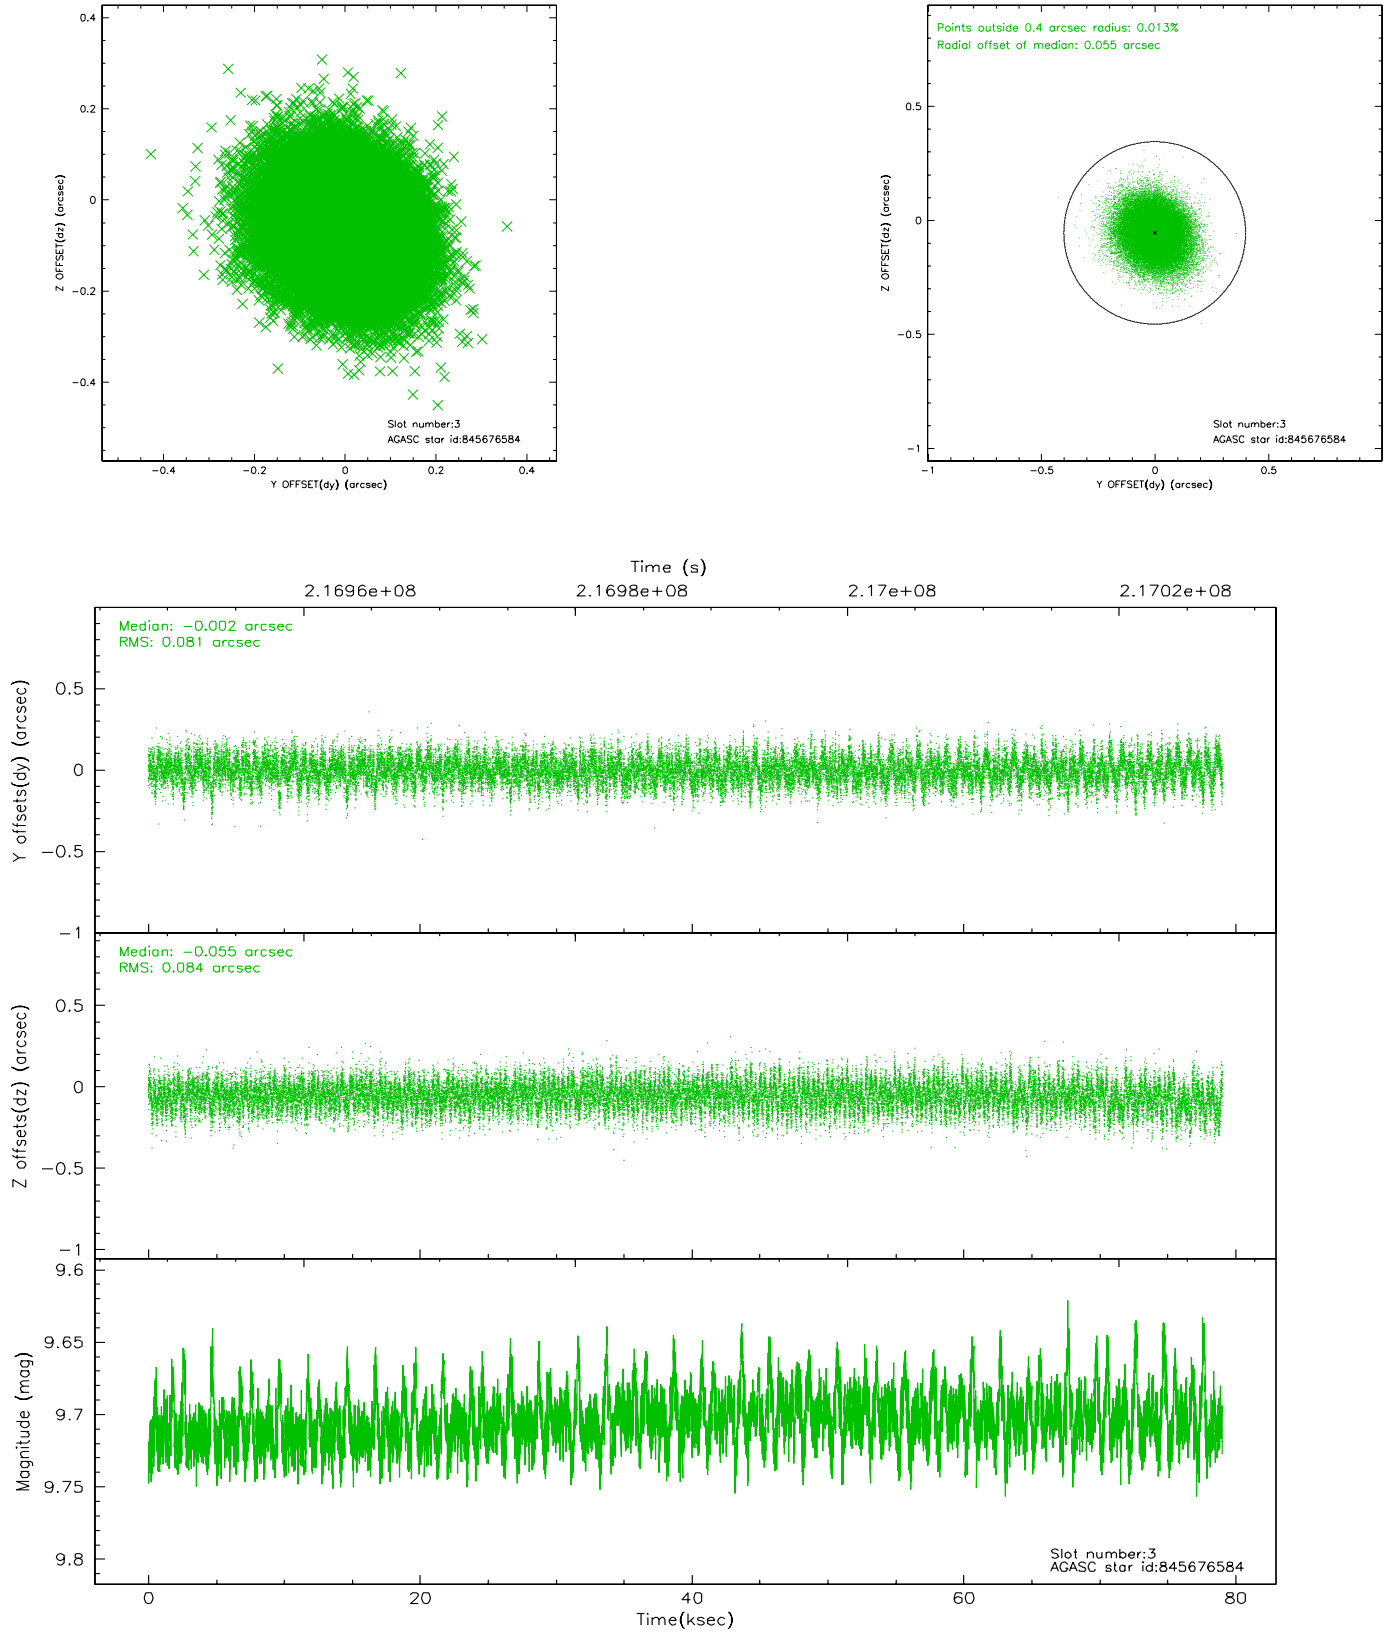 0.4
0.2
0
−0.2
−0.4
Z OFFSET(dz) (arcsec)
Slot number:3
AGASC star id:845676584
−0.4 −0.2 0 0.2 0.4
Y OFFSET(dy) (arcsec)
Points outside 0.4 arcsec radius: 0.013%
Radial offset of median: 0.055 arcsec
0.5
0
−0.5
−1
Z OFFSET(dz) (arcsec)
Slot number:3
AGASC star id:845676584
−1 −0.5 0 0.5
Y OFFSET(dy) (arcsec)
Time (s)
2.1696e+08 2.1698e+08 2.17e+08 2.1702e+08
Median: −0.002 arcsec
RMS: 0.081 arcsec
0.5
0
−0.5
−1
Y offsets(dy) (arcsec)
Median: −0.055 arcsec
RMS: 0.084 arcsec
0.5
0
−0.5
−1
Z offsets(dz) (arcsec)
9.6
9.65
9.7
9.75
9.8
Magnitude (mag)
Slot number:3
AGASC star id:845676584
0 20 40 60 80
Time(ksec)